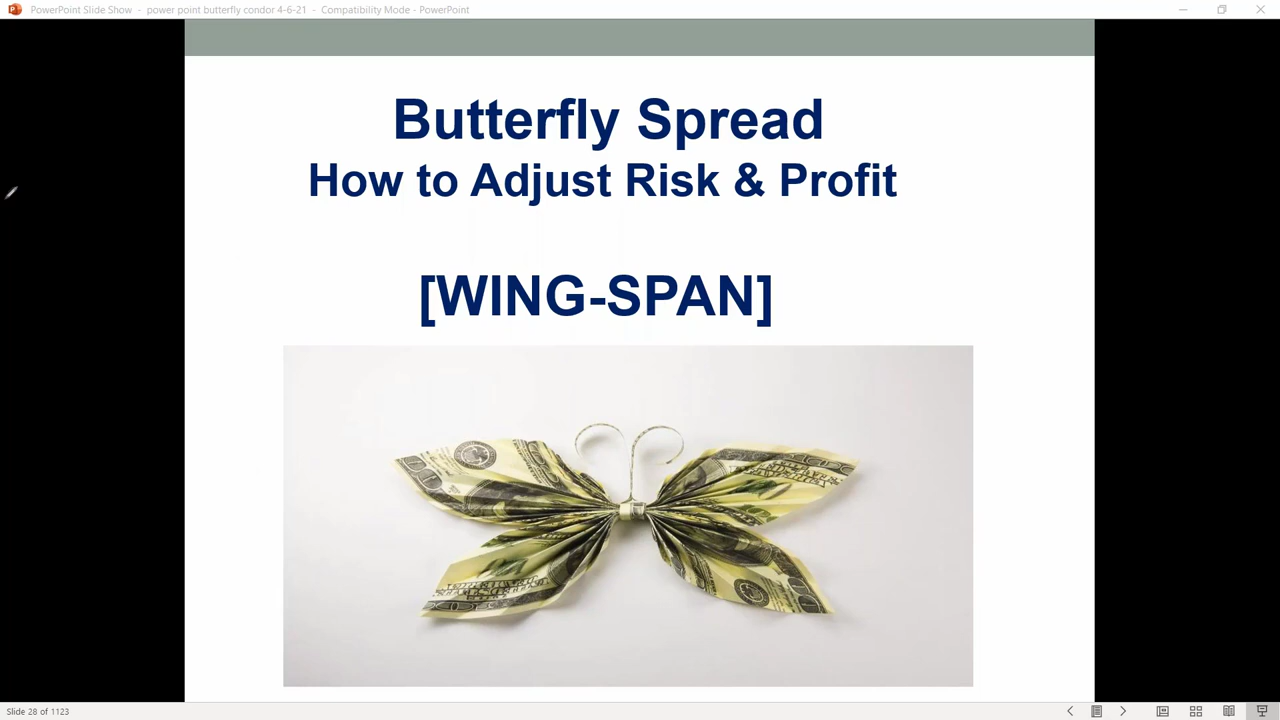 PowerPoint Slide Show - power point butterfly condor 4-6-21 - Compatibility Mode - PowerPoint
Butterfly Spread
How to Adjust Risk & Profit
[WING-SPAN]
Slide 28 of 1123